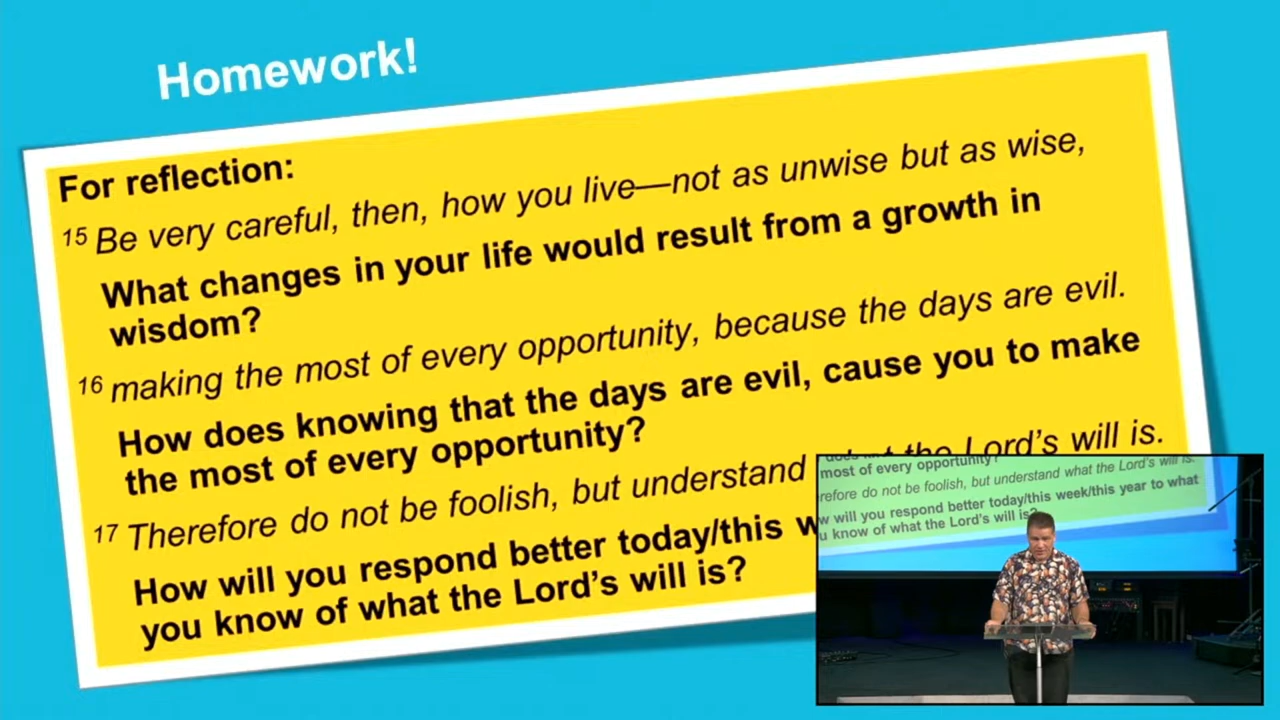 Homework!
For reflection:
15 Be very careful, then, how you live—not as unwise but as wise,
What changes in your life would result from a growth in
wisdom?
16 making the most of every opportunity, because the days are evil.
How does knowing that the days are evil, cause you to make
the most of every opportunity?
17 Therefore do not be foolish, but understand the Lord's will is.
How will you respond better today/this
you know of what the Lord's will is?
most of every opportunity?
refore do not be foolish, but understand what the Lord's will is.
w will you respond better today/this week/this year to what
u know of what the Lord's will is?